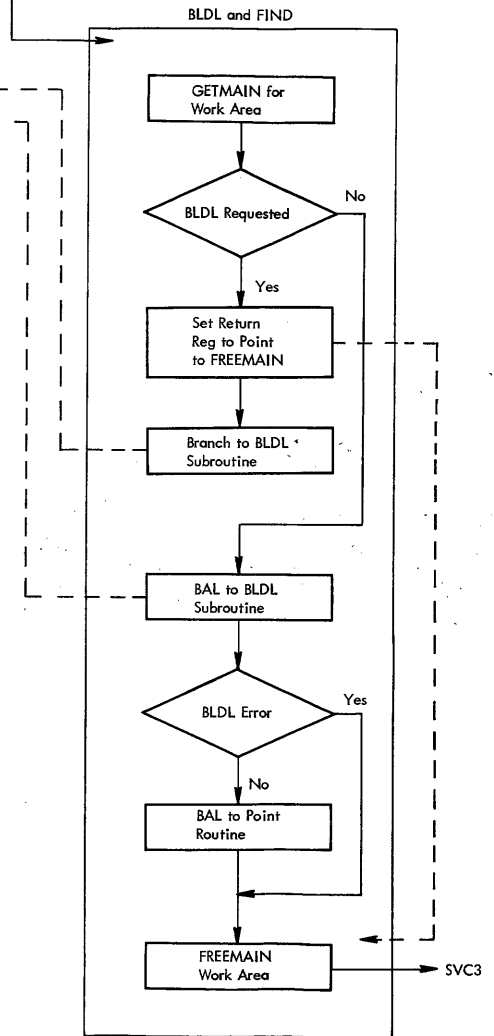 BLDL and FIND
GETMAIN for
Work Area
BLDL Requested
No
Yes
Set Return
Reg to Point
to FREEMAIN
Branch to BLDL
Subroutine
BAL to BLDL
Subroutine
BLDL Error
Yes
No
BAL to Point
Routine
FREEMAIN
Work Area
SVC3